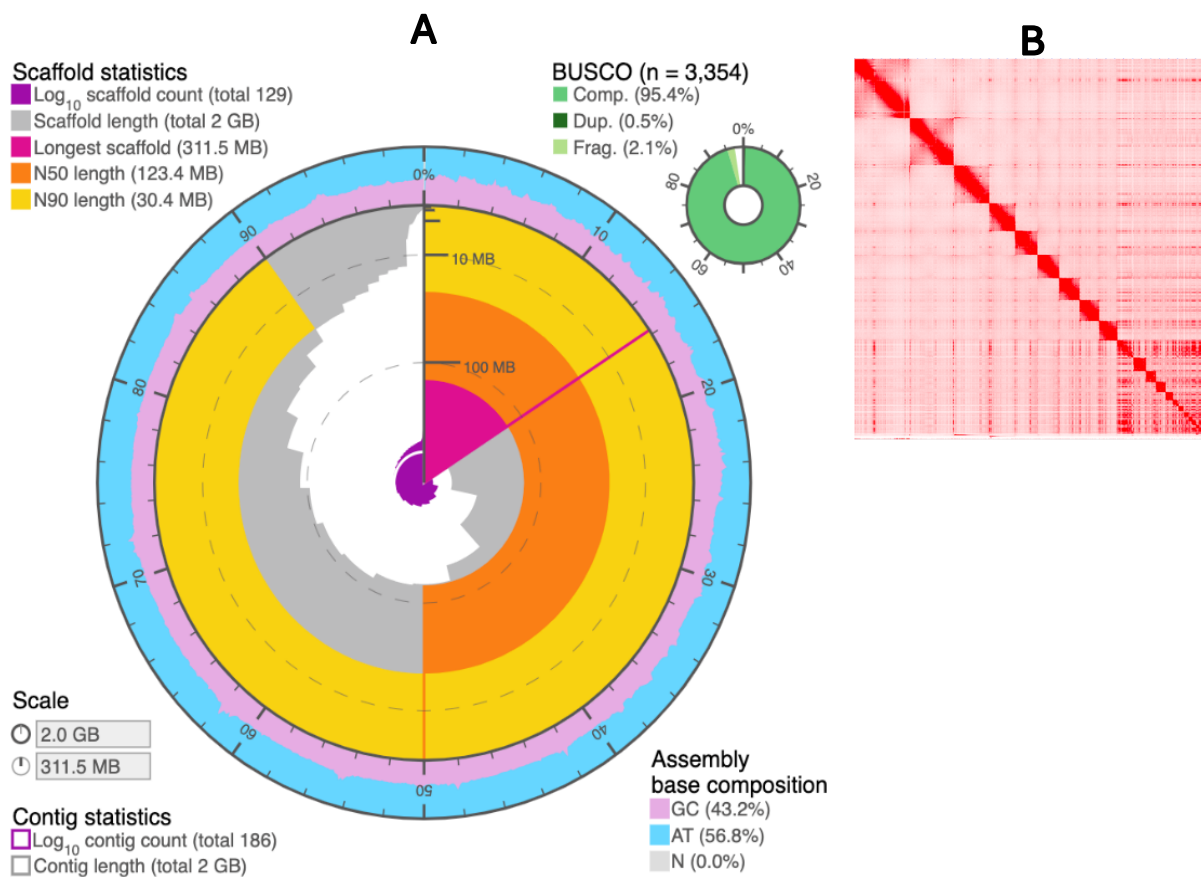 A
B
Scaffold statistics
Log10 scaffold count (total 129)
Scaffold length (total 2 GB)
Longest scaffold (311.5 MB)
N50 length (123.4 MB)
N90 length (30.4 MB)
BUSCO (n = 3,354)
Comp. (95.4%)
Dup. (0.5%)
Frag. (2.1%)
0%
20
40
60
80
0%
10
20
30
40
50
60
70
80
90
10 MB
100 MB
Scale
2.0 GB
311.5 MB
Contig statistics
Log10 contig count (total 186)
Contig length (total 2 GB)
Assembly
base composition
GC (43.2%)
AT (56.8%)
N (0.0%)